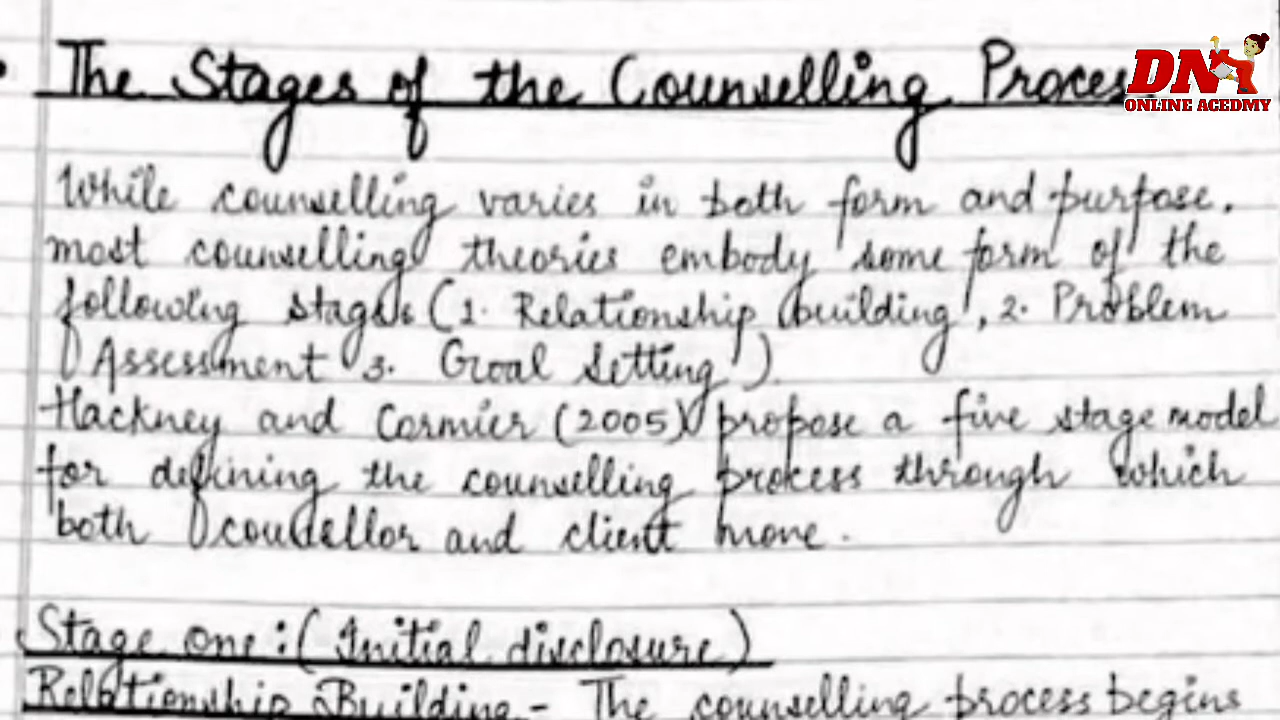 The Stages of the Counselling Proces
DN
ONLINE ACEDMY
While counselling varies in both form and purpose.
most counselling theories embody some form of the
following stages (1. Relationship building, 2. Problem
Assessment 3. Goal Setting)
Hackney and Cormier (2005) propose a five stage model
for defining the counselling process through which
both counsellor and client move.
Stage one: (Initial disclosure)
Relationship Building - The counselling process begins